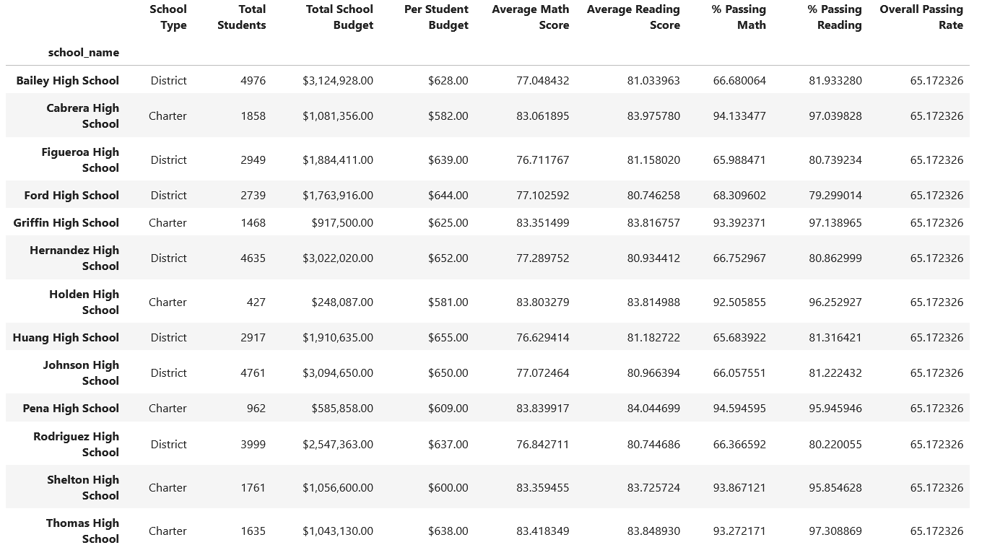 School Type Total Students Total School Budget Per Student Budget Average Math Score Average Reading Score % Passing Math % Passing Reading Overall Passing Rate
school_name
Bailey High School District 4976 $3,124,928.00 $628.00 77.048432 81.033963 66.680064 81.933280 65.172326
Cabrera High School Charter 1858 $1,081,356.00 $582.00 83.061895 83.975780 94.133477 97.039828 65.172326
Figueroa High School District 2949 $1,884,411.00 $639.00 76.711767 81.158020 65.988471 80.739234 65.172326
Ford High School District 2739 $1,763,916.00 $644.00 77.102592 80.746258 68.309602 79.299014 65.172326
Griffin High School Charter 1468 $917,500.00 $625.00 83.351499 83.816757 93.392371 97.138965 65.172326
Hernandez High School District 4635 $3,022,020.00 $652.00 77.289752 80.934412 66.752967 80.862999 65.172326
Holden High School Charter 427 $248,087.00 $581.00 83.803279 83.814988 92.505855 96.252927 65.172326
Huang High School District 2917 $1,910,635.00 $655.00 76.629414 81.182722 65.683922 81.316421 65.172326
Johnson High School District 4761 $3,094,650.00 $650.00 77.072464 80.966394 66.057551 81.222432 65.172326
Pena High School Charter 962 $585,858.00 $609.00 83.839917 84.044699 94.594595 95.945946 65.172326
Rodriguez High School District 3999 $2,547,363.00 $637.00 76.842711 80.744686 66.366592 80.220055 65.172326
Shelton High School Charter 1761 $1,056,600.00 $600.00 83.359455 83.725724 93.867121 95.854628 65.172326
Thomas High School Charter 1635 $1,043,130.00 $638.00 83.418349 83.848930 93.272171 97.308869 65.172326